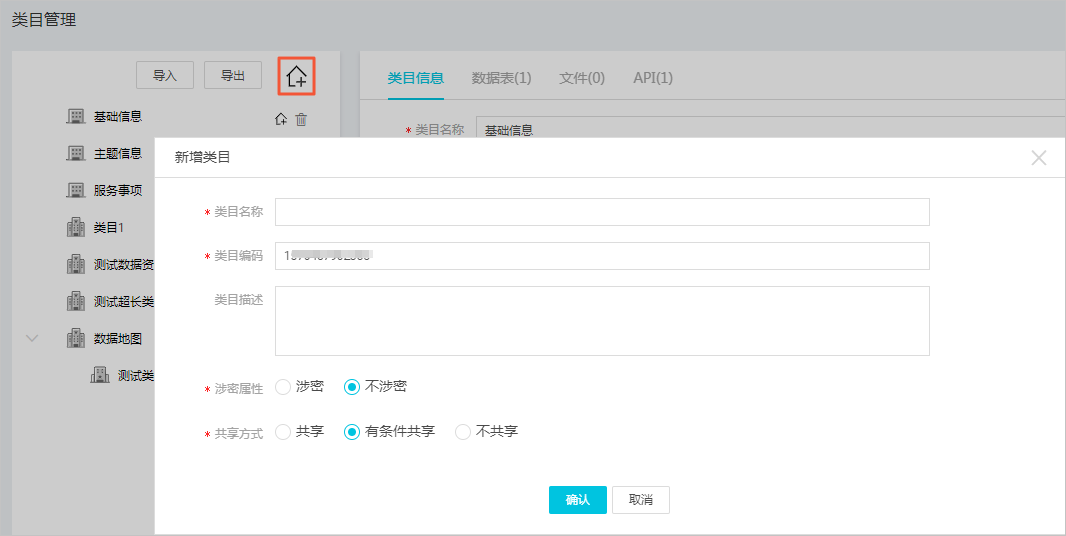 类目管理
导入
导出
基础信息
主题信息
服务事项
类目1
测试数据资
测试超长类
数据地图
测试类
类目信息
数据表(1)
文件(0)
API(1)
* 类目名称
基础信息
新增类目
* 类目名称
* 类目编码
类目描述
* 涉密属性
涉密
不涉密
* 共享方式
共享
有条件共享
不共享
确认
取消